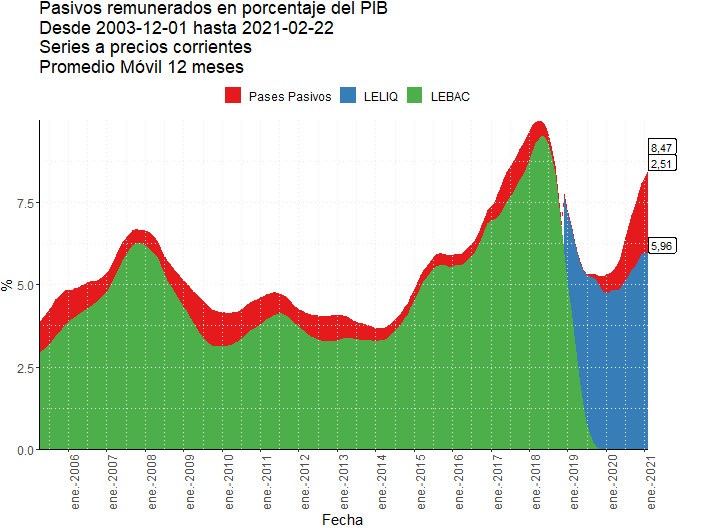 Pasivos remunerados en porcentaje del PIB
Desde 2003-12-01 hasta 2021-02-22
Series a precios corrientes
Promedio Móvil 12 meses
Pases Pasivos LELIQ LEBAC
8,47
2,51
7.5
5,96
5.0
%
2.5
0.0
ene.-2006 ene.-2007 ene.-2008 ene.-2009 ene.-2010 ene.-2011 ene.-2012 ene.-2013 ene.-2014 ene.-2015 ene.-2016 ene.-2017 ene.-2018 ene.-2019 ene.-2020 ene.-2021
Fecha